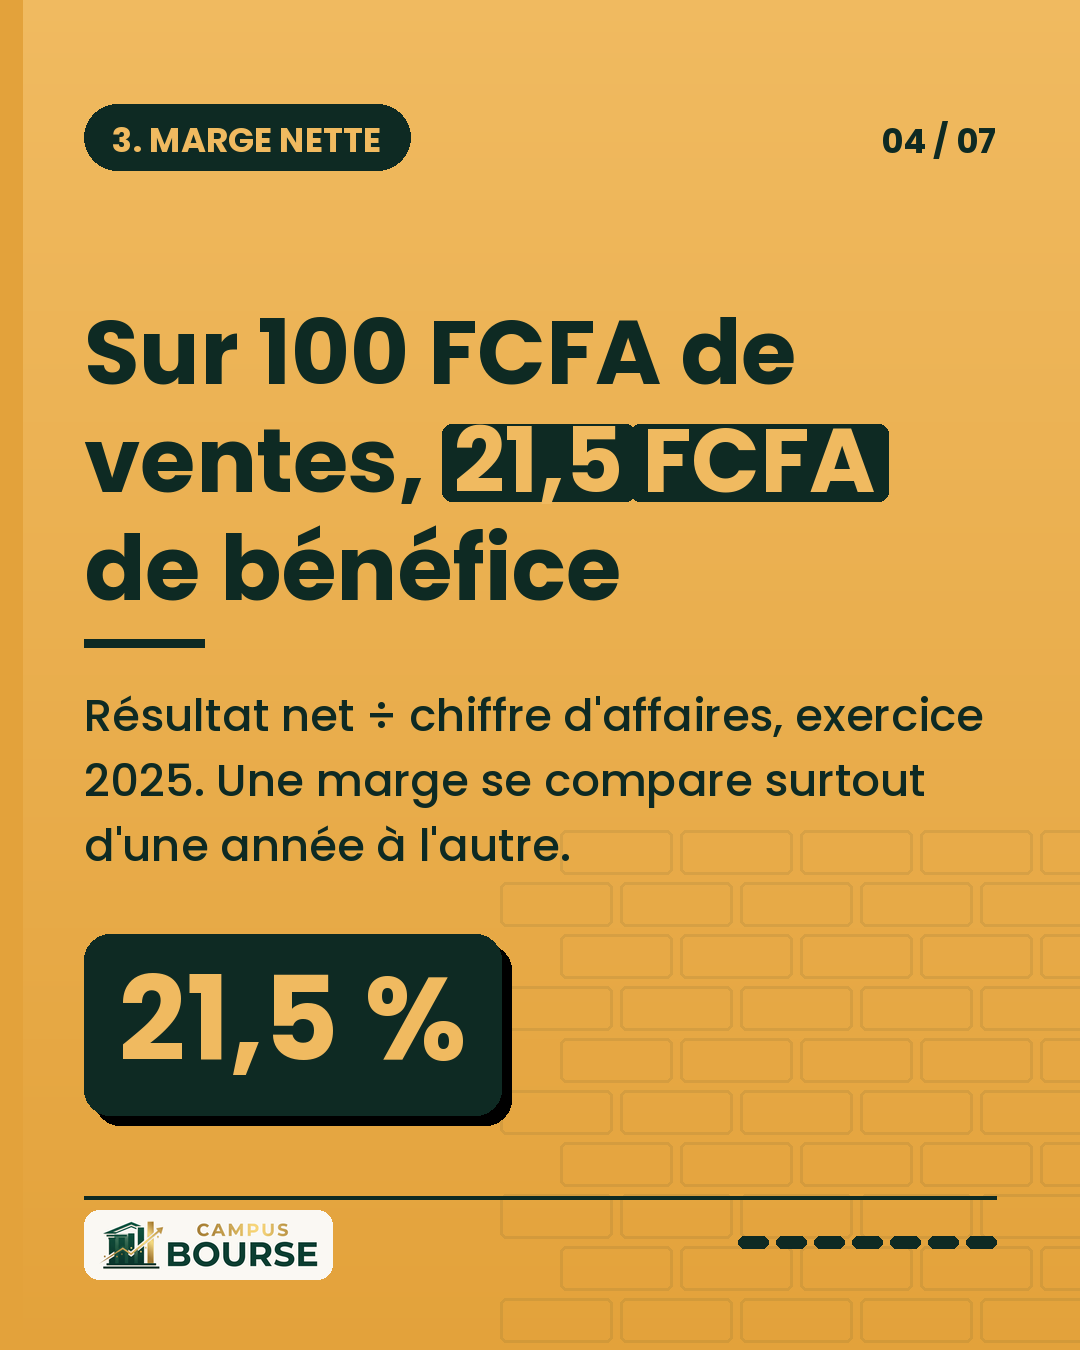 3. MARGE NETTE
04 / 07
Sur 100 FCFA de
ventes, 21,5 FCFA
de bénéfice
Résultat net ÷ chiffre d'affaires, exercice
2025. Une marge se compare surtout
d'une année à l'autre.
21,5 %
CAMPUS
BOURSE